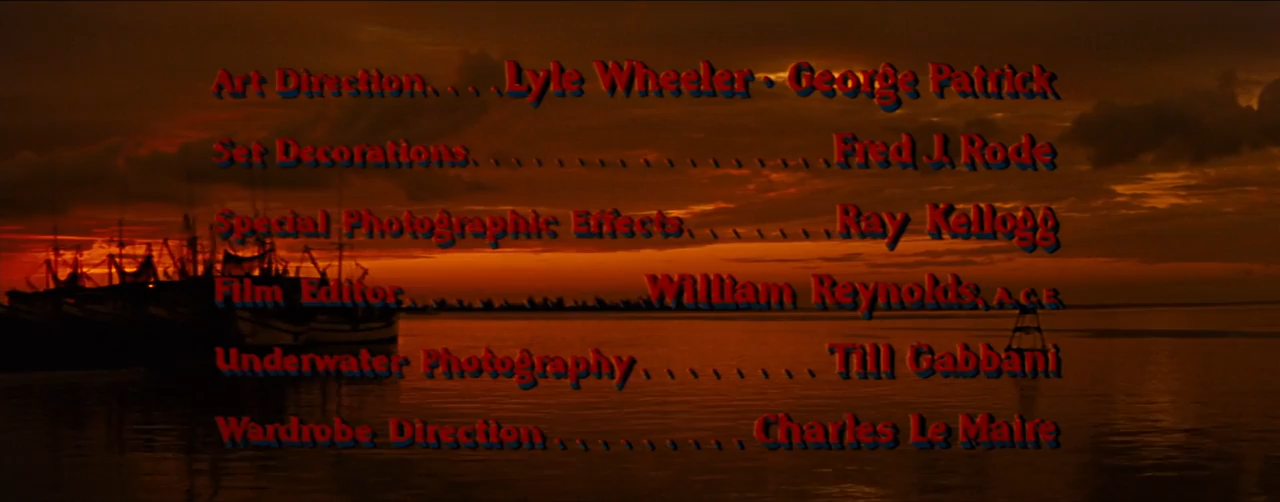 Art Direction....Lyle Wheeler · George Patrick
Set Decorations................Fred J. Rode
Special Photographic Effects.......Ray Kellogg
Film Editor...........William Reynolds, A.C.E.
Underwater Photography........Till Gabbani
Wardrobe Direction.........Charles Le Maire